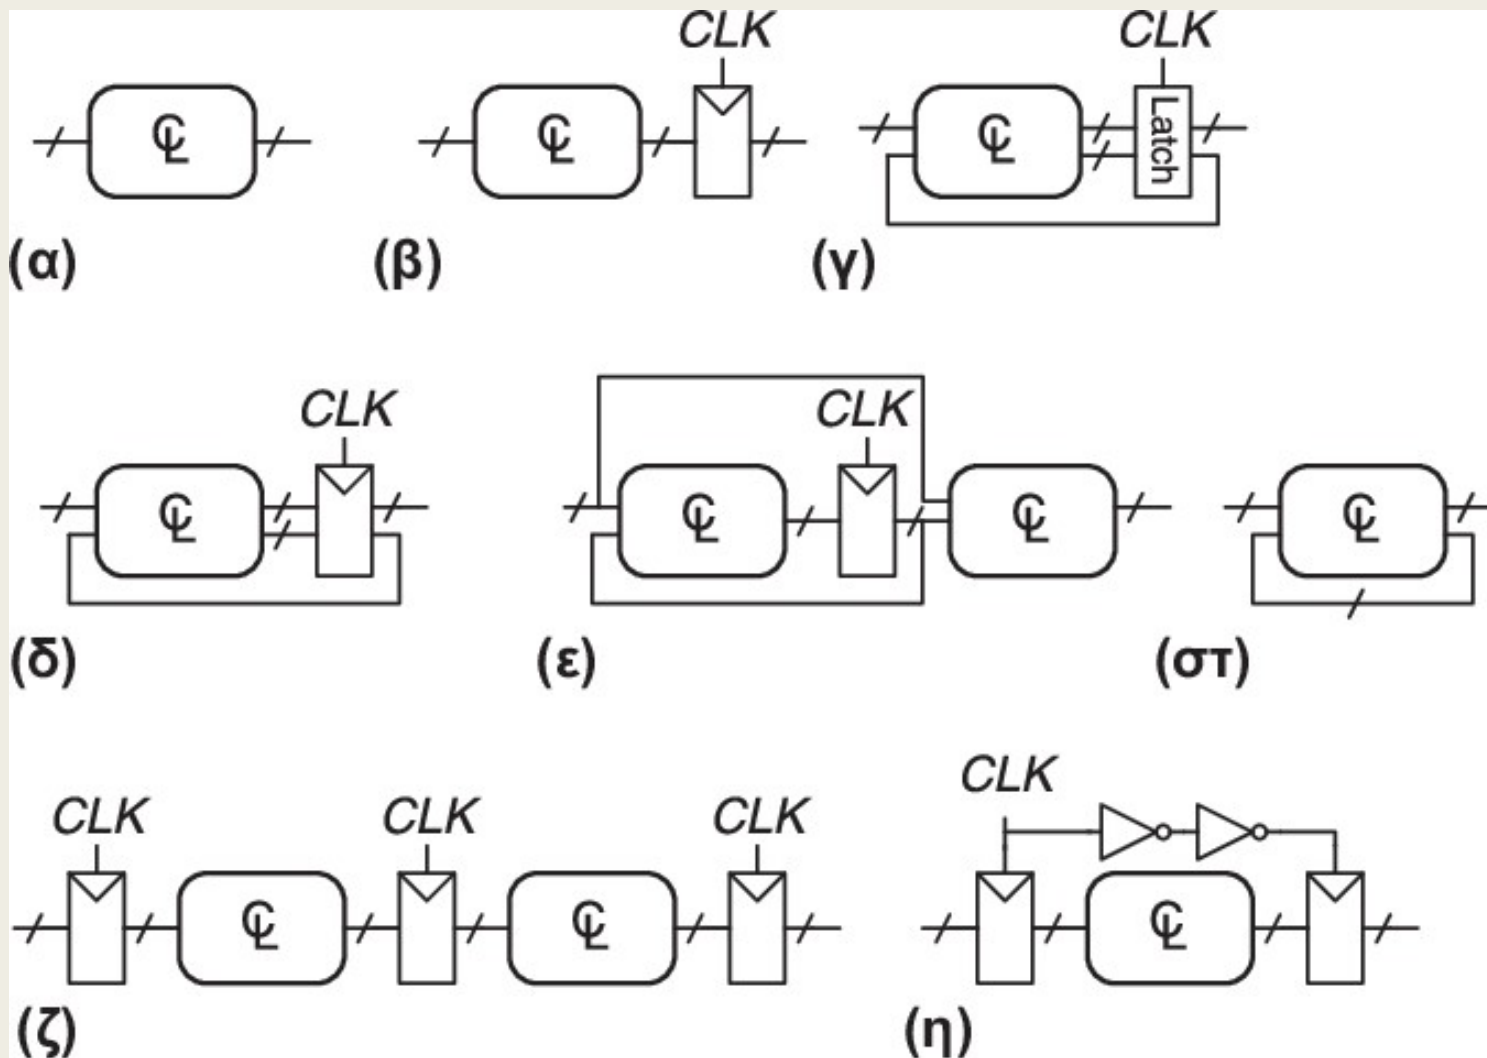 CLK CLK
CL CL CL Latch
(α) (β) (γ)
CLK CLK
CL CL CL CL
(δ) (ε) (στ)
CLK
CLK CLK CLK
CL CL CL
(ζ) (η)